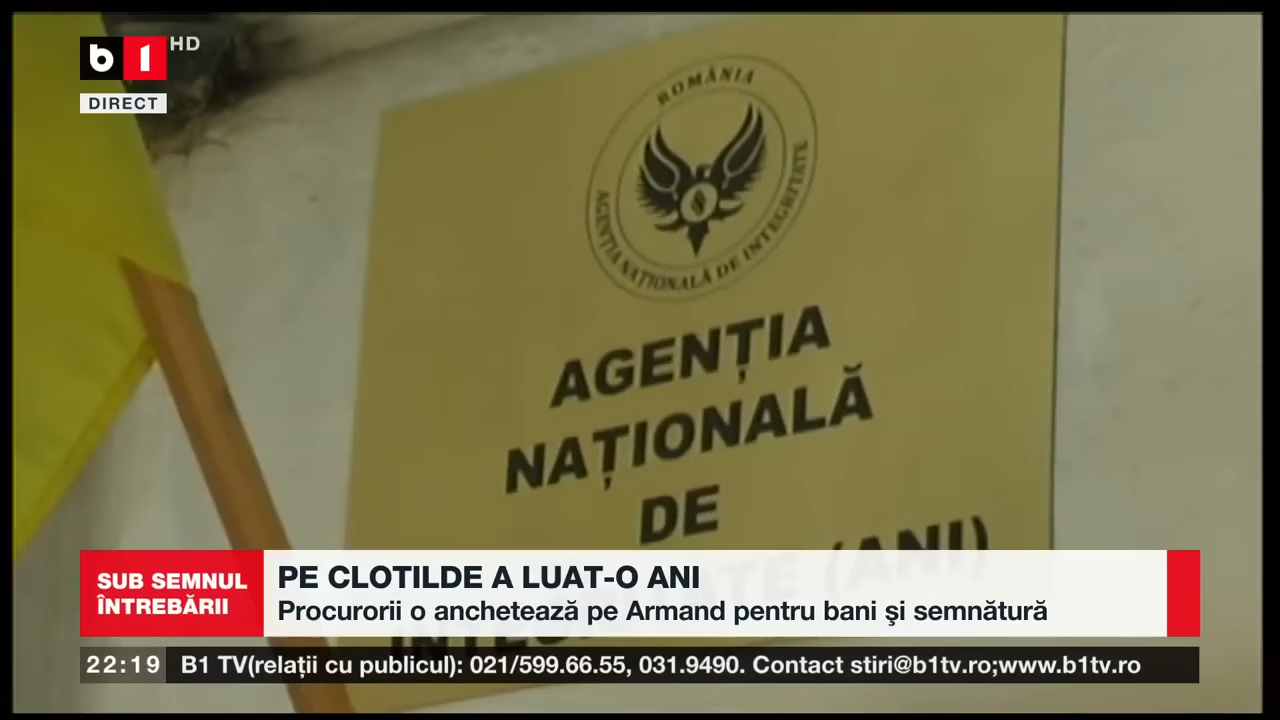 b1 HD
DIRECT
ROMÂNIA
AGENȚIA NAȚIONALĂ DE INTEGRITATE
AGENȚIA
NAȚIONALĂ
DE
(ANI)
SUB SEMNUL
ÎNTREBĂRII
PE CLOTILDE A LUAT-O ANI
Procurorii o anchetează pe Armand pentru bani şi semnătură
22:19 B1 TV(relații cu publicul): 021/599.66.55, 031.9490. Contact stiri@b1tv.ro;www.b1tv.ro